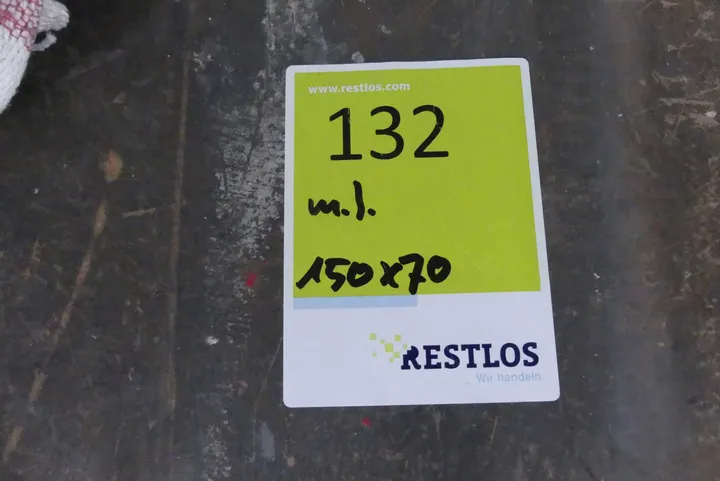 www.restlos.com
132
m.I.
150x70
RESTLOS
Wir handeln